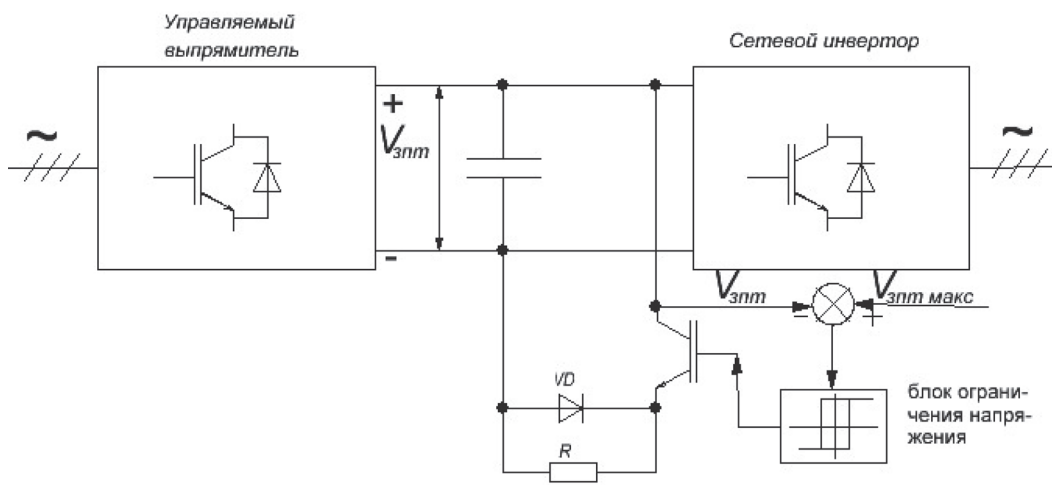 Управляемый
выпрямитель
Сетевой инвертор
~
+
Vзпт
-
~
Vзпт
Vзпт макс
-
+
VD
R
блок ограни-
чения напря-
жения